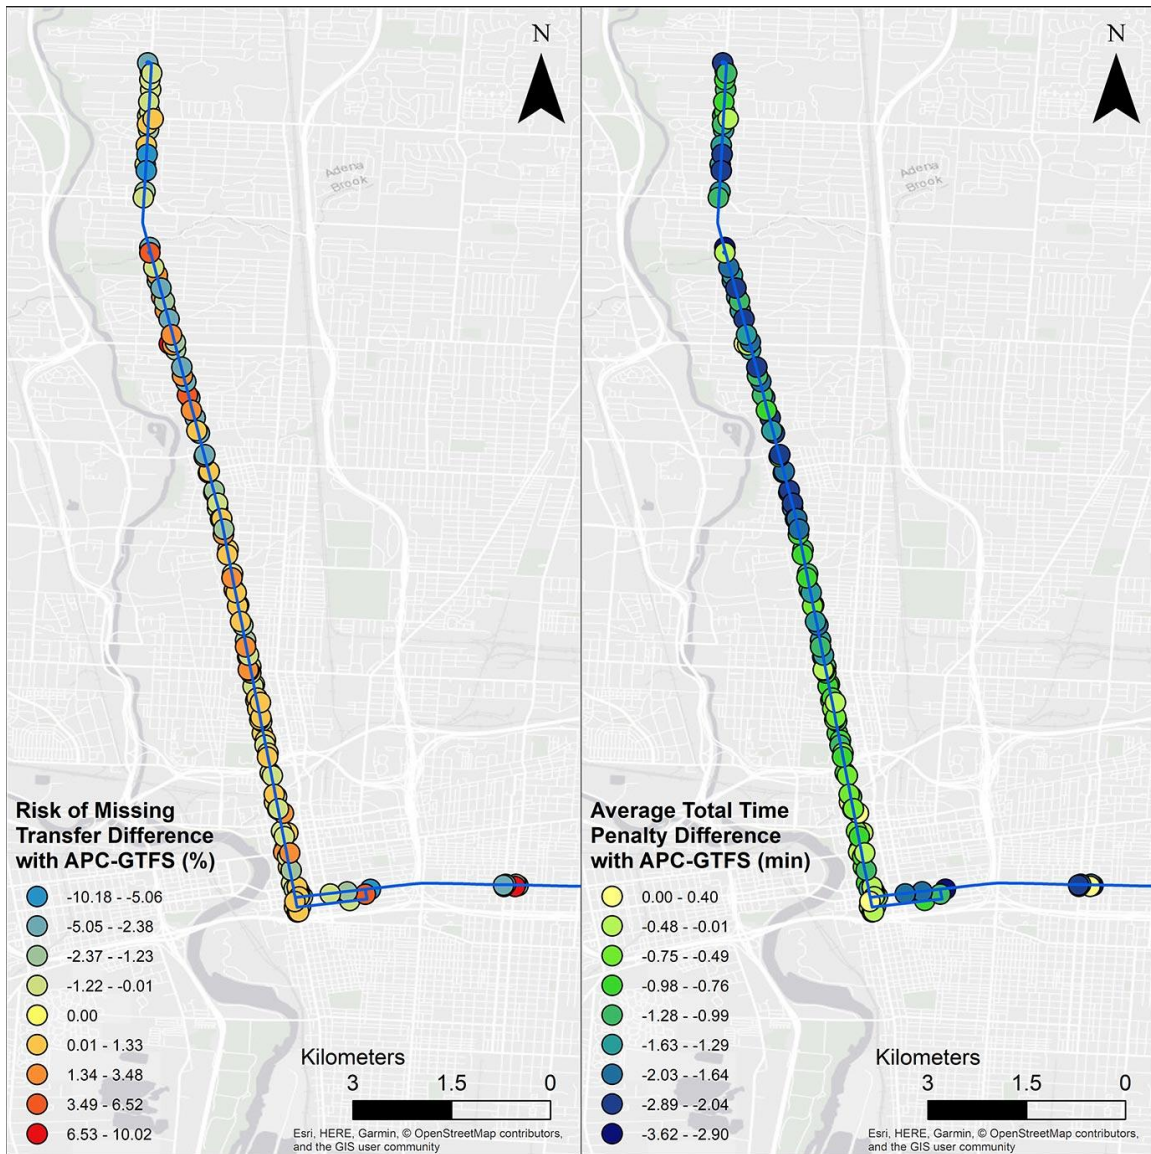 N
Adena
Brook
Risk of Missing
Transfer Difference
with APC-GTFS (%)
-10.18 - -5.06
-5.05 - -2.38
-2.37 - -1.23
-1.22 - -0.01
0.00
0.01 - 1.33
1.34 - 3.48
3.49 - 6.52
6.53 - 10.02
Kilometers
3 1.5 0
Esri, HERE, Garmin, © OpenStreetMap contributors,
and the GIS user community
N
Adena
Brook
Average Total Time
Penalty Difference
with APC-GTFS (min)
0.00 - 0.40
-0.48 - -0.01
-0.75 - -0.49
-0.98 - -0.76
-1.28 - -0.99
-1.63 - -1.29
-2.03 - -1.64
-2.89 - -2.04
-3.62 - -2.90
Kilometers
3 1.5 0
Esri, HERE, Garmin, © OpenStreetMap contributors,
and the GIS user community